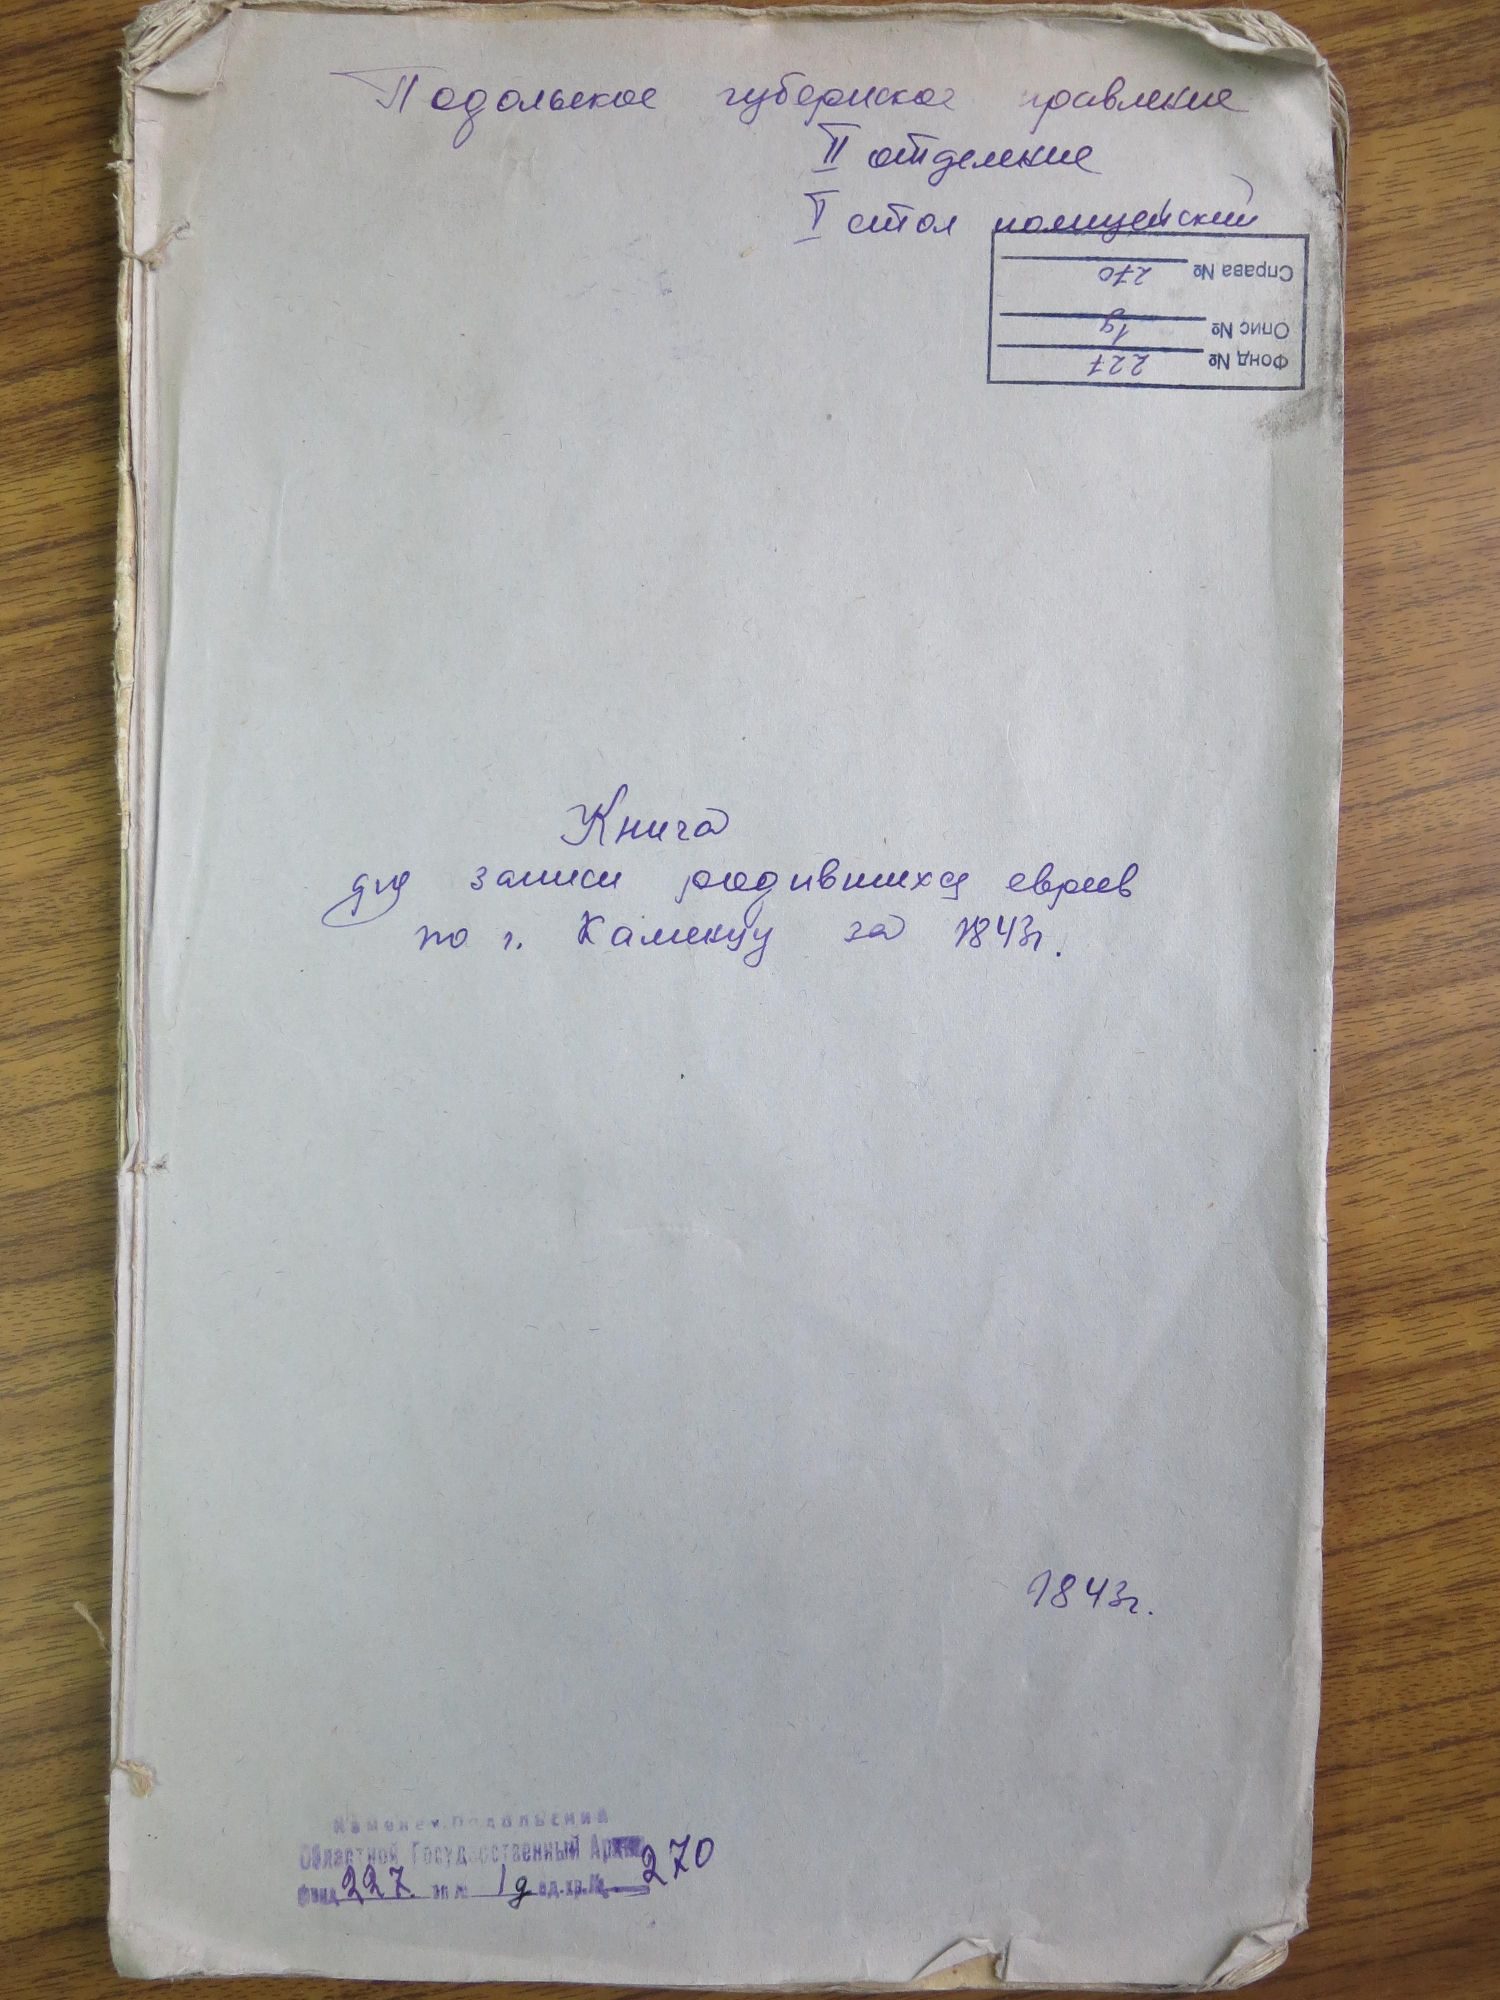 Подольское губернское правление
II отделение
I стол полицейский
Справа № 270
Опис № 1д
Фонд № 227
Книга
для записи родившихся евреев
по г. Каменцу за 1843г.
1843г.
Каменец-Подольский
Областной Государственный Архив
Фонд 227. оп.№ 1д ед.хр.№ 270